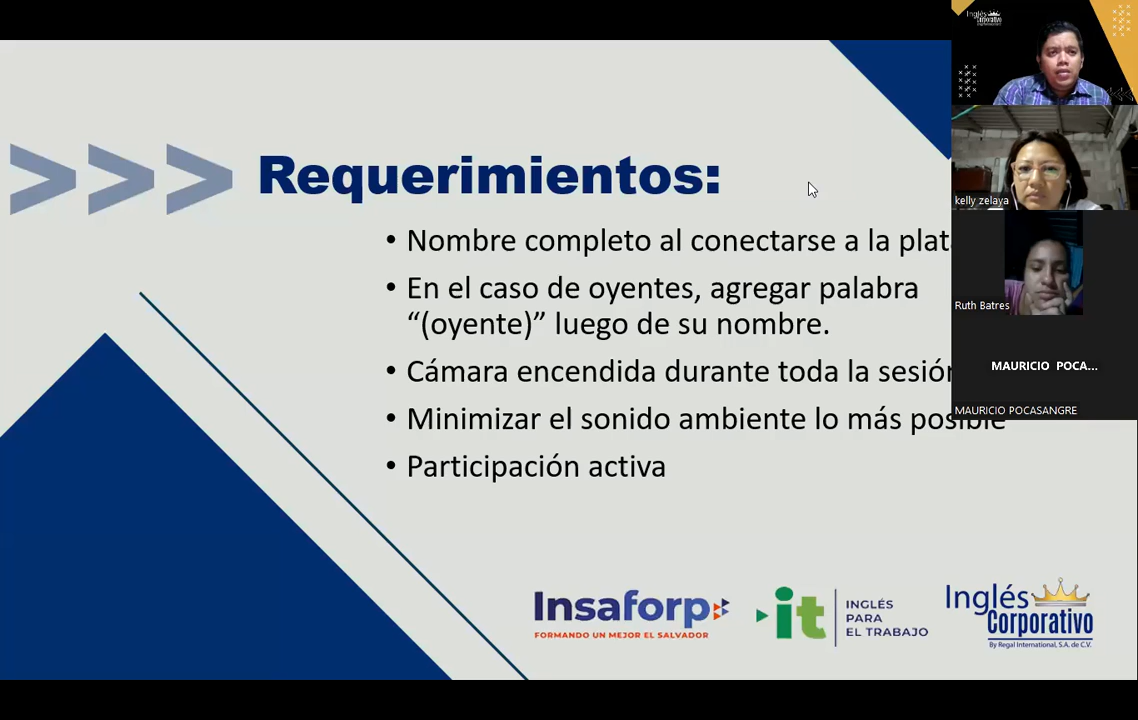 Inglés
Corporativo
>>> Requerimientos:
• Nombre completo al conectarse a la plat
• En el caso de oyentes, agregar palabra
“(oyente)” luego de su nombre.
• Cámara encendida durante toda la sesión
• Minimizar el sonido ambiente lo más posible
• Participación activa
kelly zelaya
Ruth Batres
MAURICIO POCA...
MAURICIO POCASANGRE
Insaforp
FORMANDO UN MEJOR EL SALVADOR
it
INGLÉS
PARA
EL TRABAJO
Inglés
Corporativo
By Regal International, S.A. de C.V.